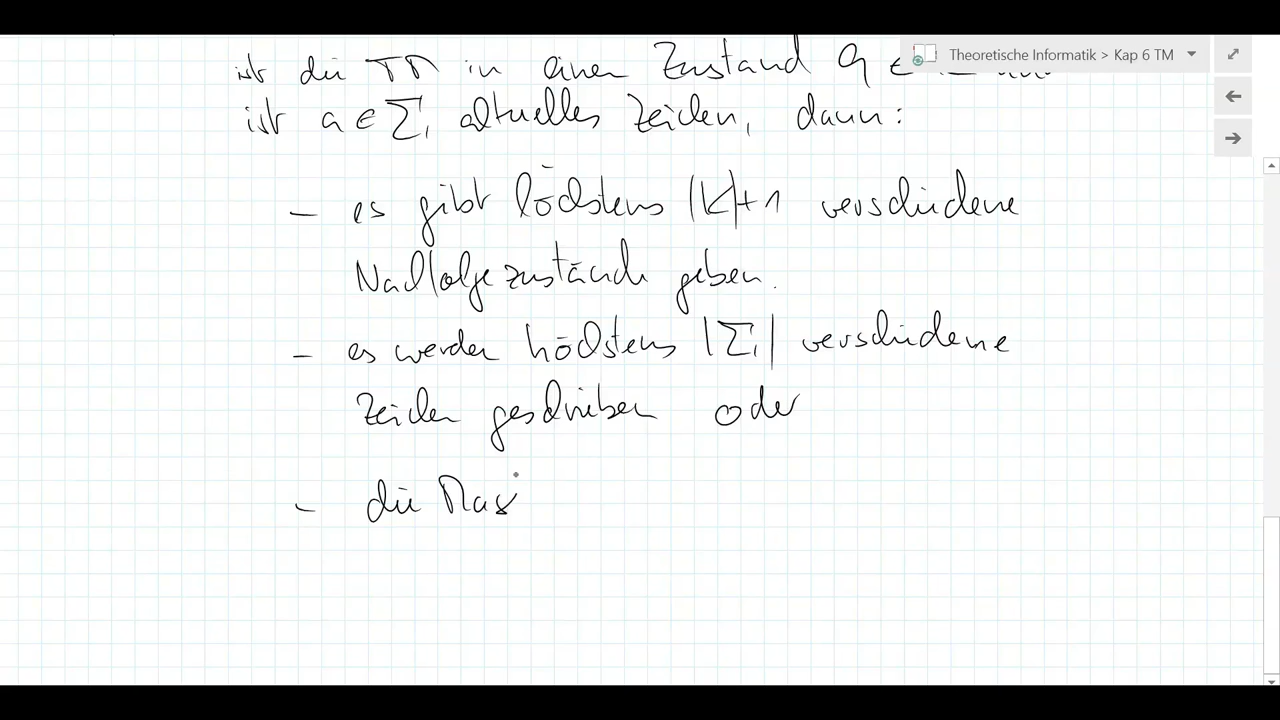 Theoretische Informatik > Kap 6 TM
ist die TM in einen Zustand q ∈
ist a ∈ Σ, aktuelles Zeichen, dann:
– es gibt höchstens |K|+1 verschiedene
Nachfolgezustände geben.
– es werden höchstens |Σ| verschiedene
Zeichen geschrieben oder
– die Mas